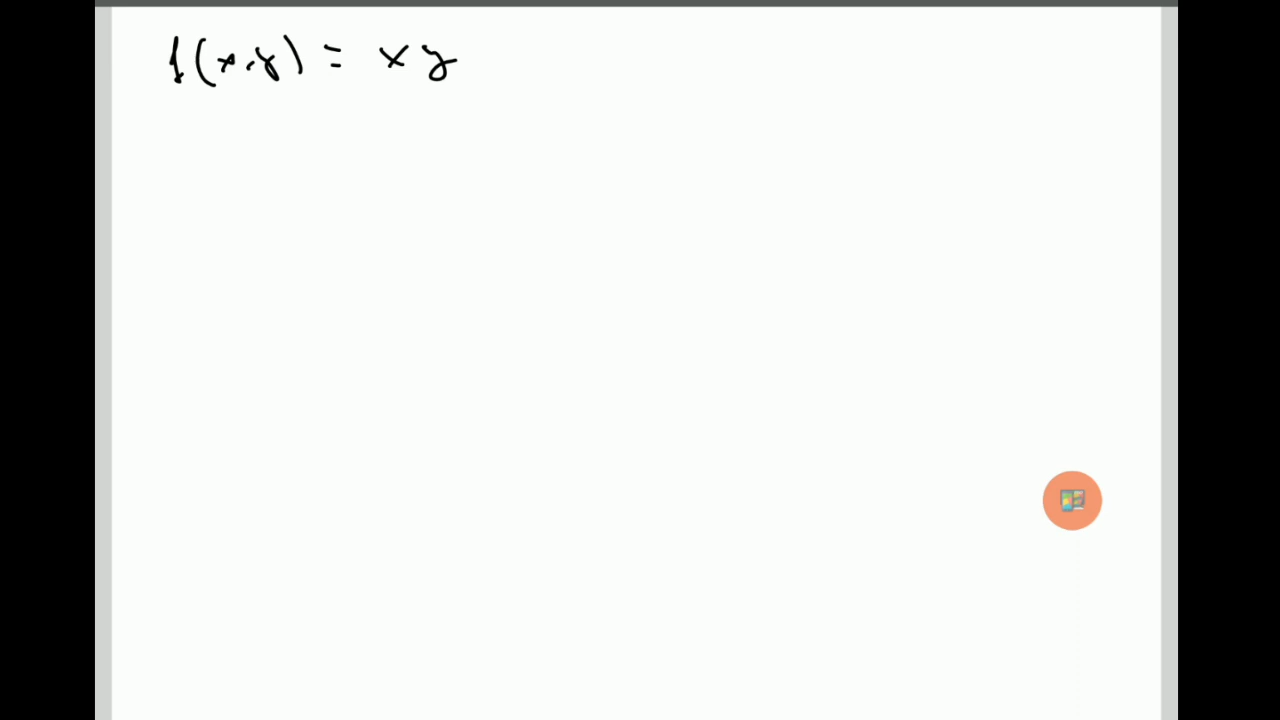 f(x,y) = xy